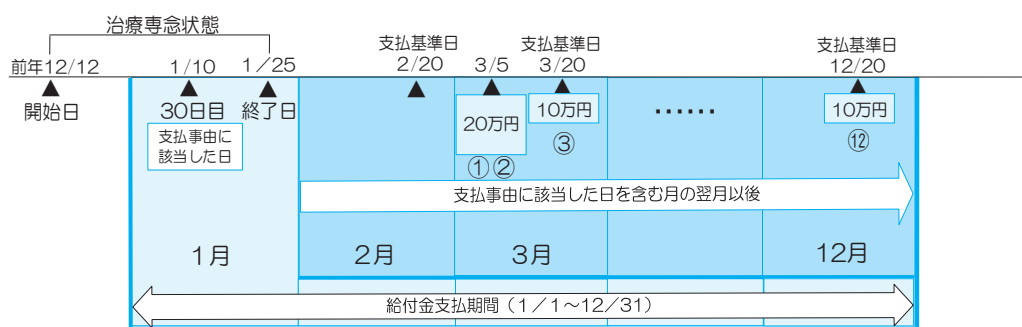 治療専念状態
支払基準日
支払基準日
支払基準日
前年12/12
1/10
1/25
2/20
3/5
3/20
12/20
開始日
30日目
終了日
20万円
10万円
……
10万円
支払事由に
該当した日
①②
③
⑫
支払事由に該当した日を含む月の翌月以後
1月
2月
3月
12月
給付金支払期間（1/1～12/31）